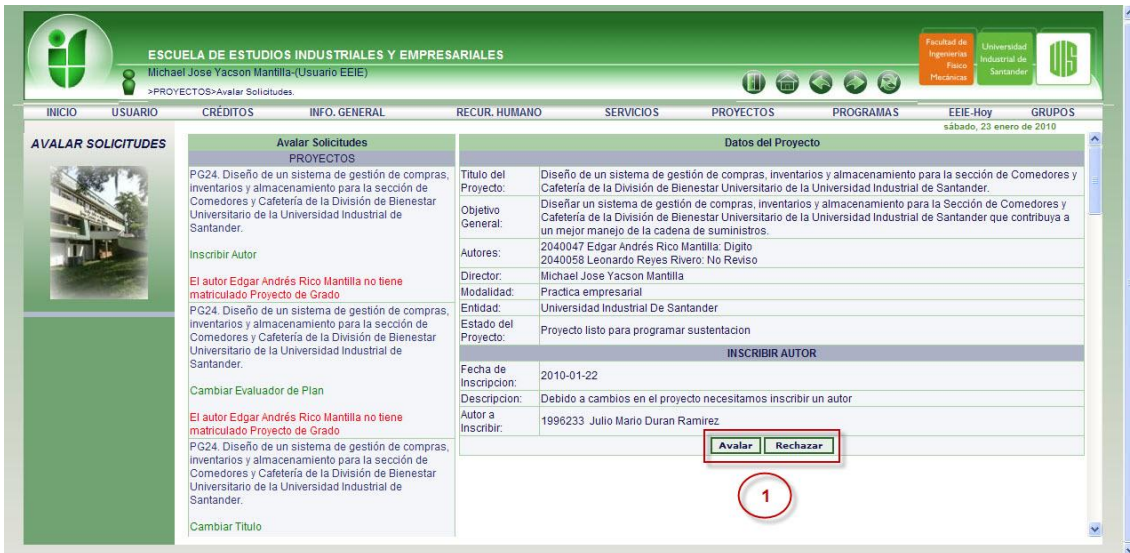 ESCUELA DE ESTUDIOS INDUSTRIALES Y EMPRESARIALES
Michael Jose Yacson Mantilla-(Usuario EEIE)
>PROYECTOS>Avalar Solicitudes.
Facultad de
Ingenierías
Físico
Mecánicas
Universidad
Industrial de
Santander
UIS
INICIO USUARIO CRÉDITOS INFO. GENERAL RECUR. HUMANO SERVICIOS PROYECTOS PROGRAMAS EEIE-Hoy GRUPOS
sábado, 23 enero de 2010
AVALAR SOLICITUDES
Avalar Solicitudes
PROYECTOS
PG24. Diseño de un sistema de gestión de compras,
inventarios y almacenamiento para la sección de
Comedores y Cafetería de la División de Bienestar
Universitario de la Universidad Industrial de
Santander.
Inscribir Autor
El autor Edgar Andrés Rico Mantilla no tiene
matriculado Proyecto de Grado
PG24. Diseño de un sistema de gestión de compras,
inventarios y almacenamiento para la sección de
Comedores y Cafetería de la División de Bienestar
Universitario de la Universidad Industrial de
Santander.
Cambiar Evaluador de Plan
El autor Edgar Andrés Rico Mantilla no tiene
matriculado Proyecto de Grado
PG24. Diseño de un sistema de gestión de compras,
inventarios y almacenamiento para la sección de
Comedores y Cafetería de la División de Bienestar
Universitario de la Universidad Industrial de
Santander.
Cambiar Titulo
Datos del Proyecto
Titulo del
Proyecto:
Diseño de un sistema de gestión de compras, inventarios y almacenamiento para la sección de Comedores y
Cafetería de la División de Bienestar Universitario de la Universidad Industrial de Santander.
Objetivo
General:
Diseñar un sistema de gestión de compras, inventarios y almacenamiento para la Sección de Comedores y
Cafetería de la División de Bienestar Universitario de la Universidad Industrial de Santander que contribuya a
un mejor manejo de la cadena de suministros.
Autores:
2040047 Edgar Andrés Rico Mantilla: Digito
2040058 Leonardo Reyes Rivero: No Reviso
Director: Michael Jose Yacson Mantilla
Modalidad: Practica empresarial
Entidad: Universidad Industrial De Santander
Estado del
Proyecto:
Proyecto listo para programar sustentacion
INSCRIBIR AUTOR
Fecha de
Inscripcion:
2010-01-22
Descripcion: Debido a cambios en el proyecto necesitamos inscribir un autor
Autor a
Inscribir:
1996233 Julio Mario Duran Ramirez
Avalar Rechazar
1